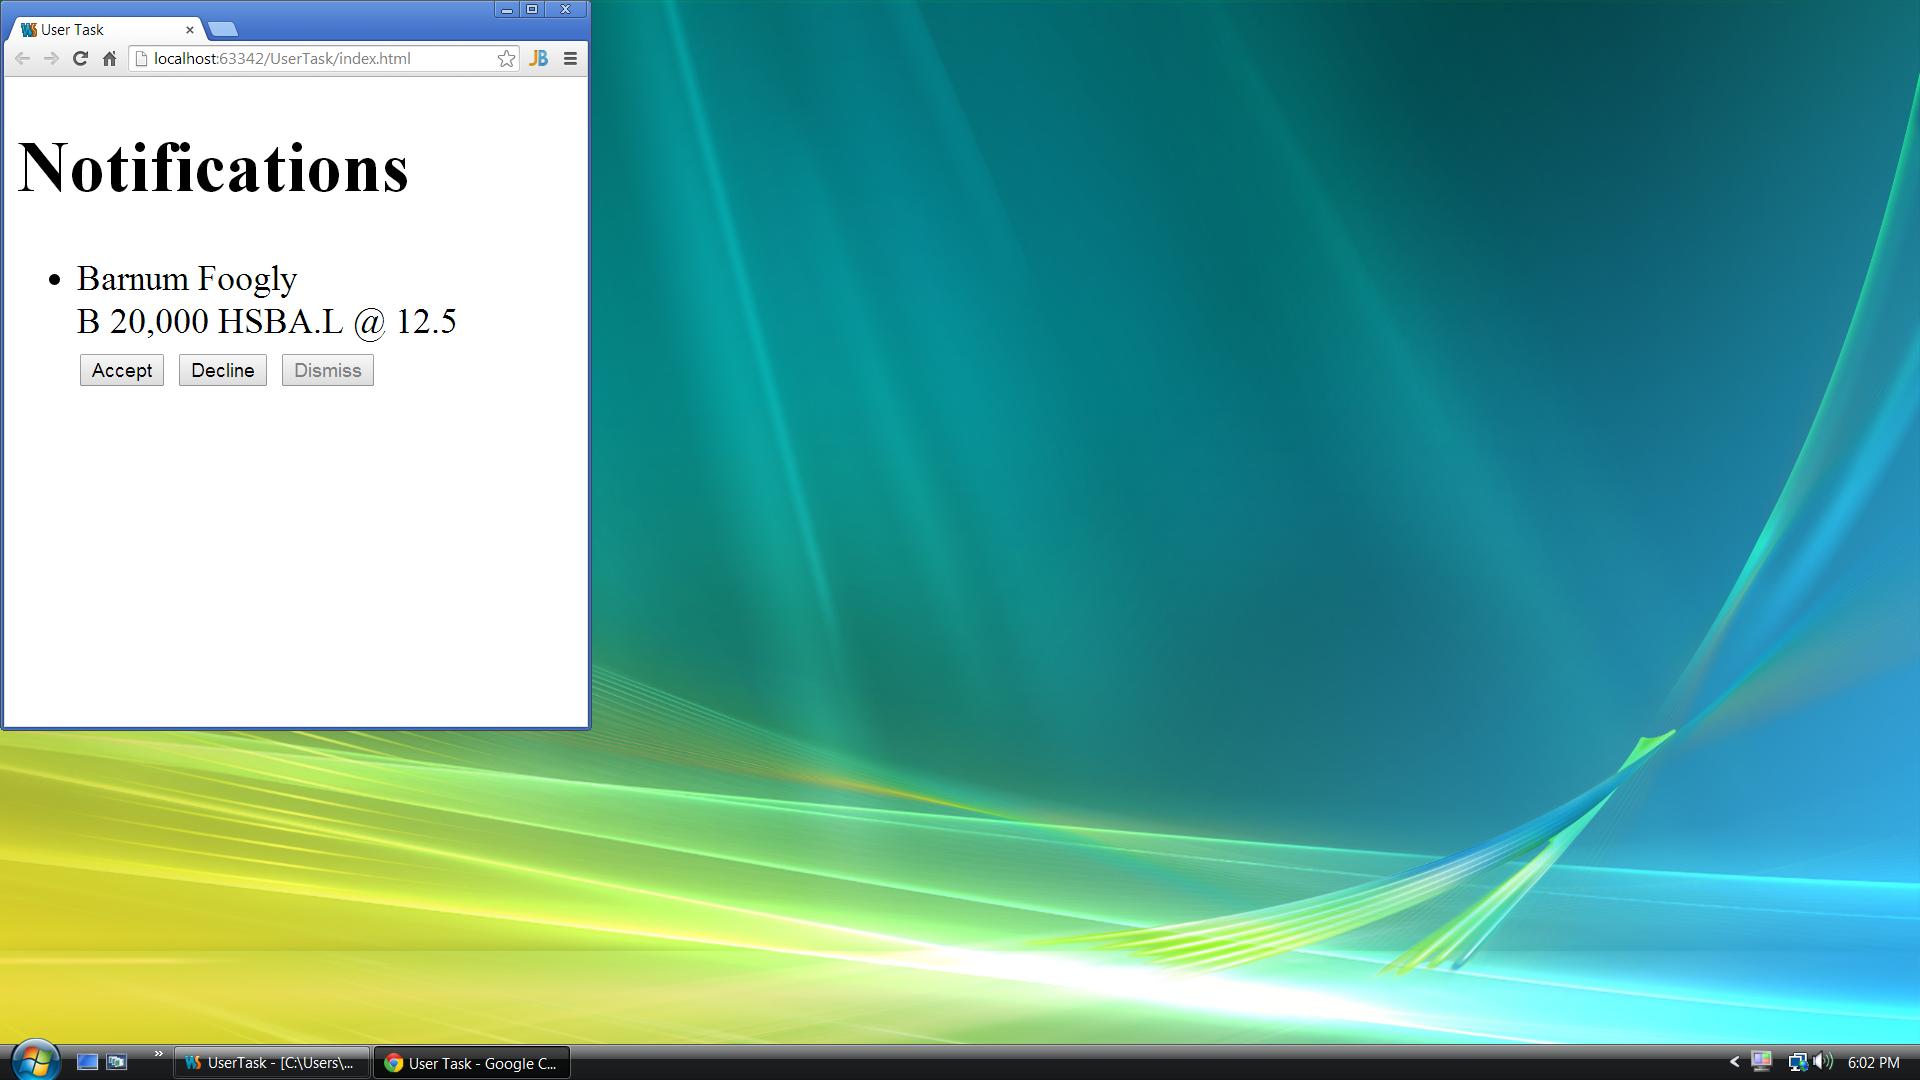 User Task
localhost:63342/UserTask/index.html
JB
Notifications
Barnum Foogly
B 20,000 HSBA.L @ 12.5
Accept Decline Dismiss
UserTask - [C:\Users\... User Task - Google C... 6:02 PM